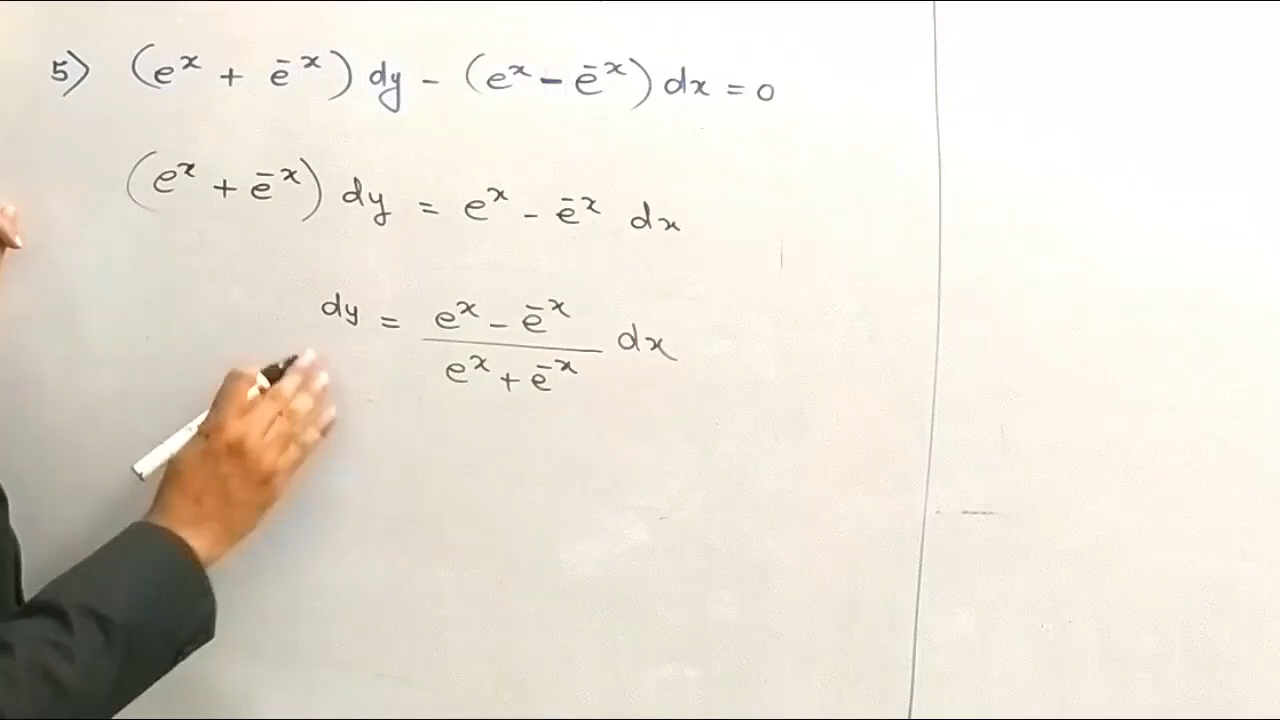 5) (e^x + e^-x) dy - (e^x - e^-x) dx = 0
(e^x + e^-x) dy = e^x - e^-x dx
dy = (e^x - e^-x)/(e^x + e^-x) dx